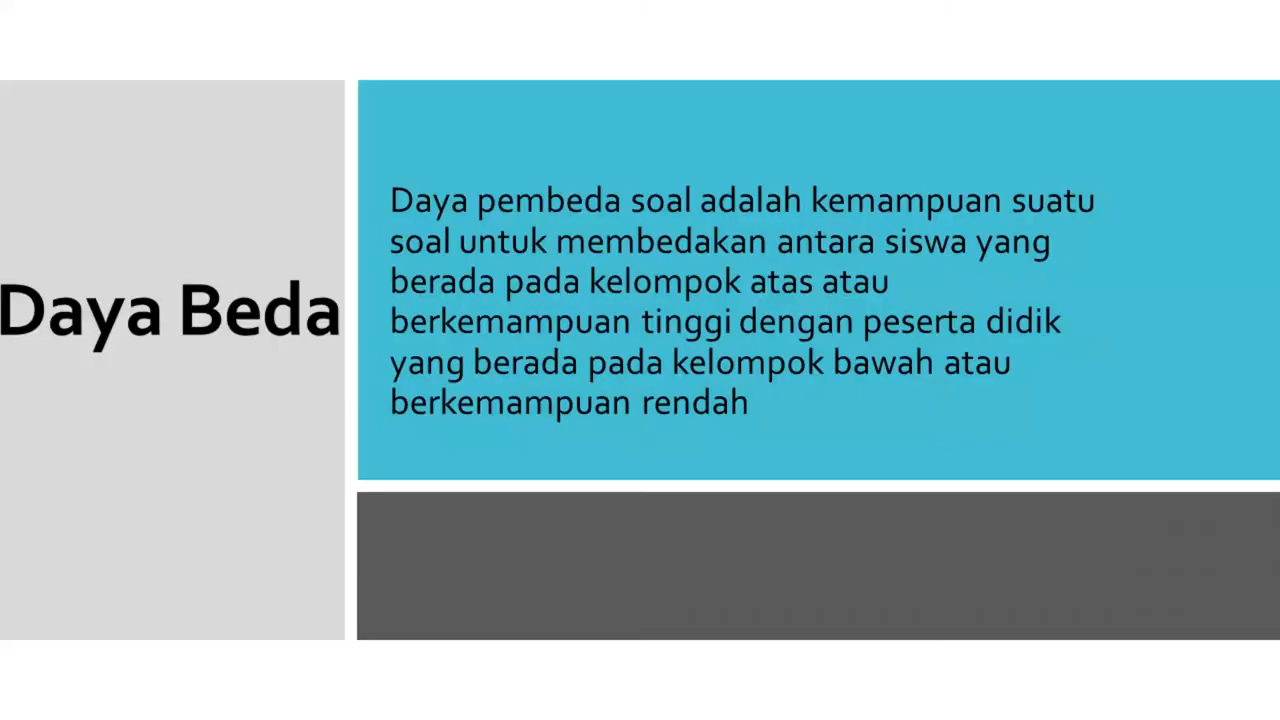 Daya Beda
Daya pembeda soal adalah kemampuan suatu
soal untuk membedakan antara siswa yang
berada pada kelompok atas atau
berkemampuan tinggi dengan peserta didik
yang berada pada kelompok bawah atau
berkemampuan rendah